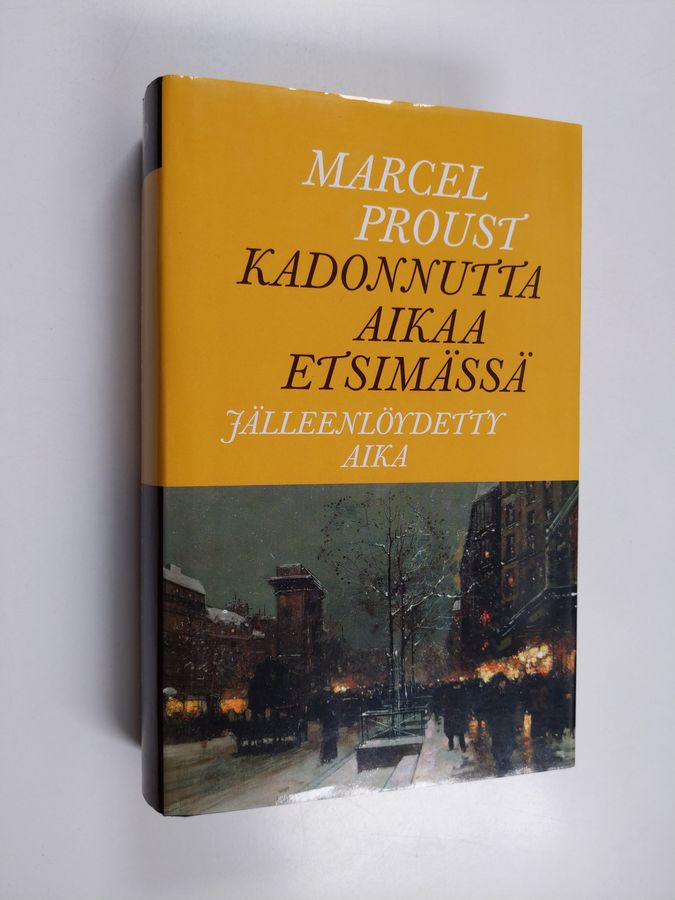 MARCEL
PROUST
KADONNUTTA
AIKAA
ETSIMÄSSÄ
JÄLLEENLÖYDETTY
AIKA